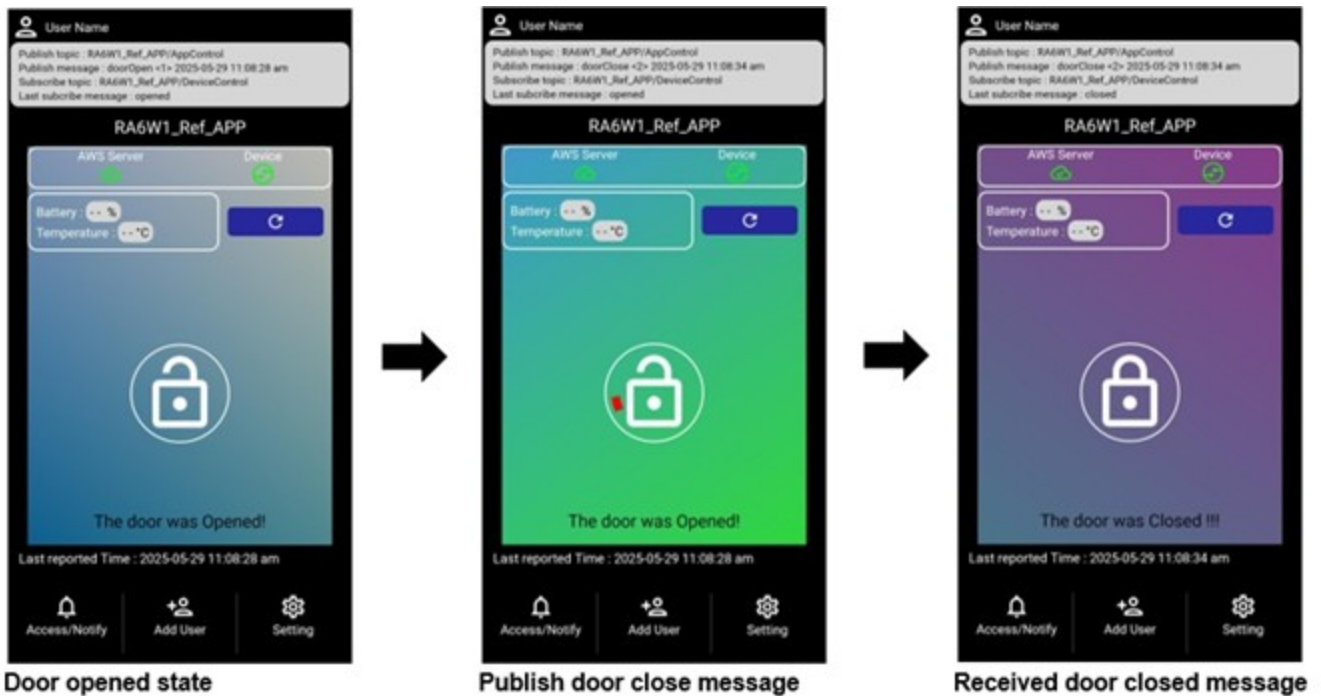 User Name
Publish topic : RA6W1_Ref_APP/AppControl
Publish message : doorOpen <1> 2025-05-29 11:08:28 am
Subscribe topic : RA6W1_Ref_APP/DeviceControl
Last subcribe message : opened
RA6W1_Ref_APP
AWS Server Device
Battery : -- %
Temperature : -- °C
The door was Opened!
Last reported Time : 2025-05-29 11:08:28 am
Access/Notify Add User Setting
Door opened state
User Name
Publish topic : RA6W1_Ref_APP/AppControl
Publish message : doorClose <2> 2025-05-29 11:08:34 am
Subscribe topic : RA6W1_Ref_APP/DeviceControl
Last subcribe message : opened
RA6W1_Ref_APP
AWS Server Device
Battery : -- %
Temperature : -- °C
The door was Opened!
Last reported Time : 2025-05-29 11:08:28 am
Access/Notify Add User Setting
Publish door close message
User Name
Publish topic : RA6W1_Ref_APP/AppControl
Publish message : doorClose <2> 2025-05-29 11:08:34 am
Subscribe topic : RA6W1_Ref_APP/DeviceControl
Last subcribe message : closed
RA6W1_Ref_APP
AWS Server Device
Battery : -- %
Temperature : -- °C
The door was Closed !!!
Last reported Time : 2025-05-29 11:08:34 am
Access/Notify Add User Setting
Received door closed message